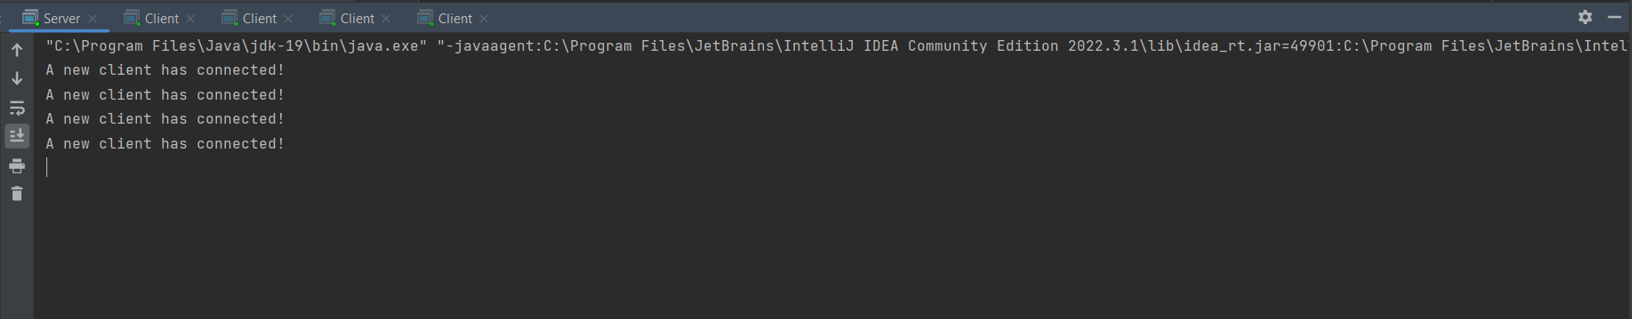 Server Client Client Client Client
"C:\Program Files\Java\jdk-19\bin\java.exe" "-javaagent:C:\Program Files\JetBrains\IntelliJ IDEA Community Edition 2022.3.1\lib\idea_rt.jar=49901:C:\Program Files\JetBrains\Intel
A new client has connected!
A new client has connected!
A new client has connected!
A new client has connected!